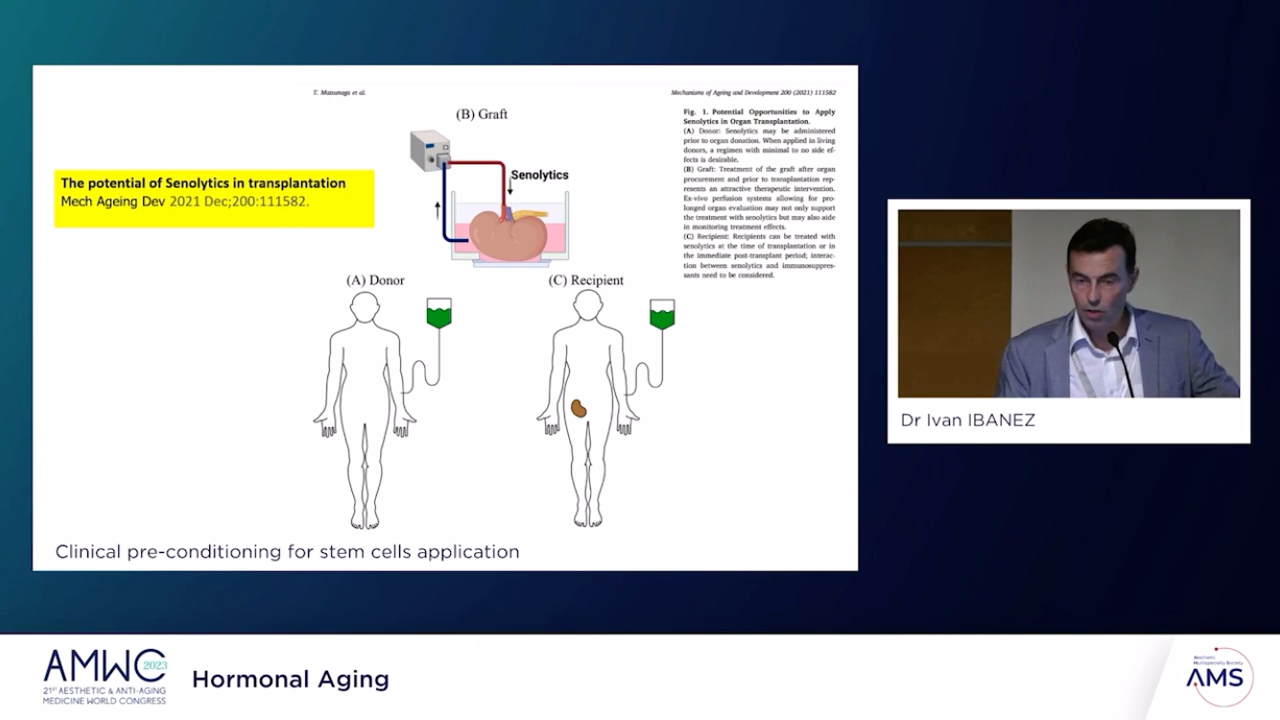 T. Matsunaga et al.
Mechanisms of Ageing and Development 200 (2021) 111582
(B) Graft
Senolytics
The potential of Senolytics in transplantation
Mech Ageing Dev 2021 Dec;200:111582.
Fig. 1. Potential Opportunities to Apply
Senolytics in Organ Transplantation.
(A) Donor: Senolytics may be administered
prior to organ donation. When applied in living
donors, a regimen with minimal to no side ef-
fects is desirable.
(B) Graft: Treatment of the graft after organ
procurement and prior to transplantation rep-
resents an attractive therapeutic intervention.
Ex-vivo perfusion systems allowing for pro-
longed organ evaluation may not only support
the treatment with senolytics but may also aide
in monitoring treatment effects.
(C) Recipient: Recipients can be treated with
senolytics at the time of transplantation or in
the immediate post-transplant period; interac-
tion between senolytics and immunosuppres-
sants need to be considered.
(A) Donor
(C) Recipient
Clinical pre-conditioning for stem cells application
Dr Ivan IBANEZ
AMWC 2023
21ST AESTHETIC & ANTI-AGING
MEDICINE WORLD CONGRESS
Hormonal Aging
Aesthetic
Multispecialty Society
AMS